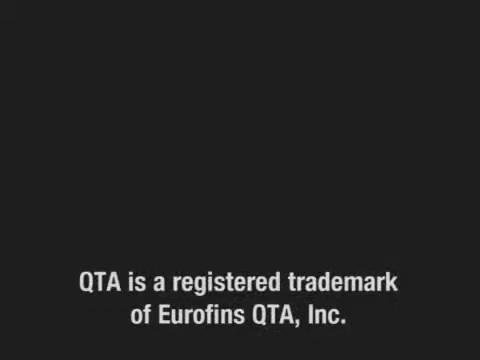 QTA is a registered trademark
of Eurofins QTA, Inc.